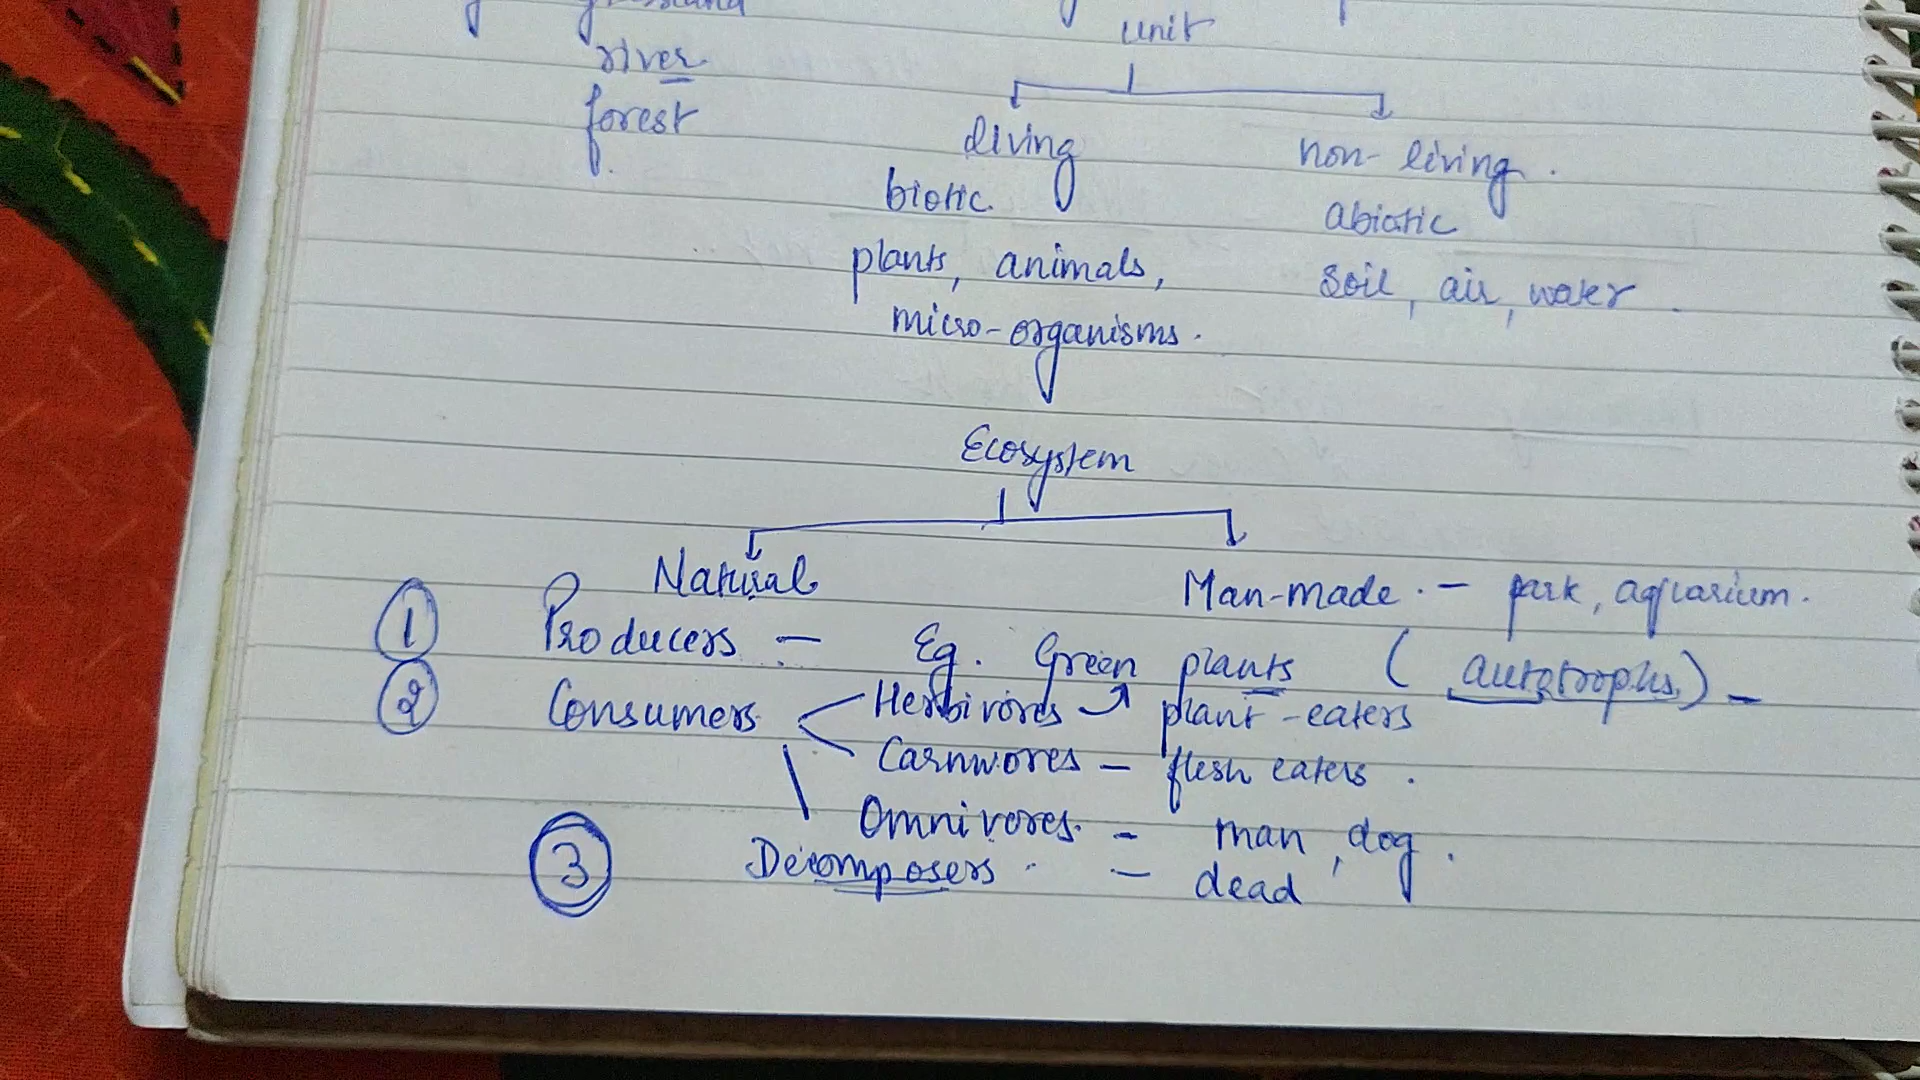 grassland
unit
river
forest
living non-living.
biotic. abiotic
plants, animals, soil, air, water.
micro-organisms.
Ecosystem
Natural Man-made. - park, aquarium.
1 Producers - Eg. Green plants (autotrophs) -
2 Consumers Herbivores plant-eaters
Carnivores - flesh eaters.
Omnivores. - man, dog.
3 Decomposers. - dead